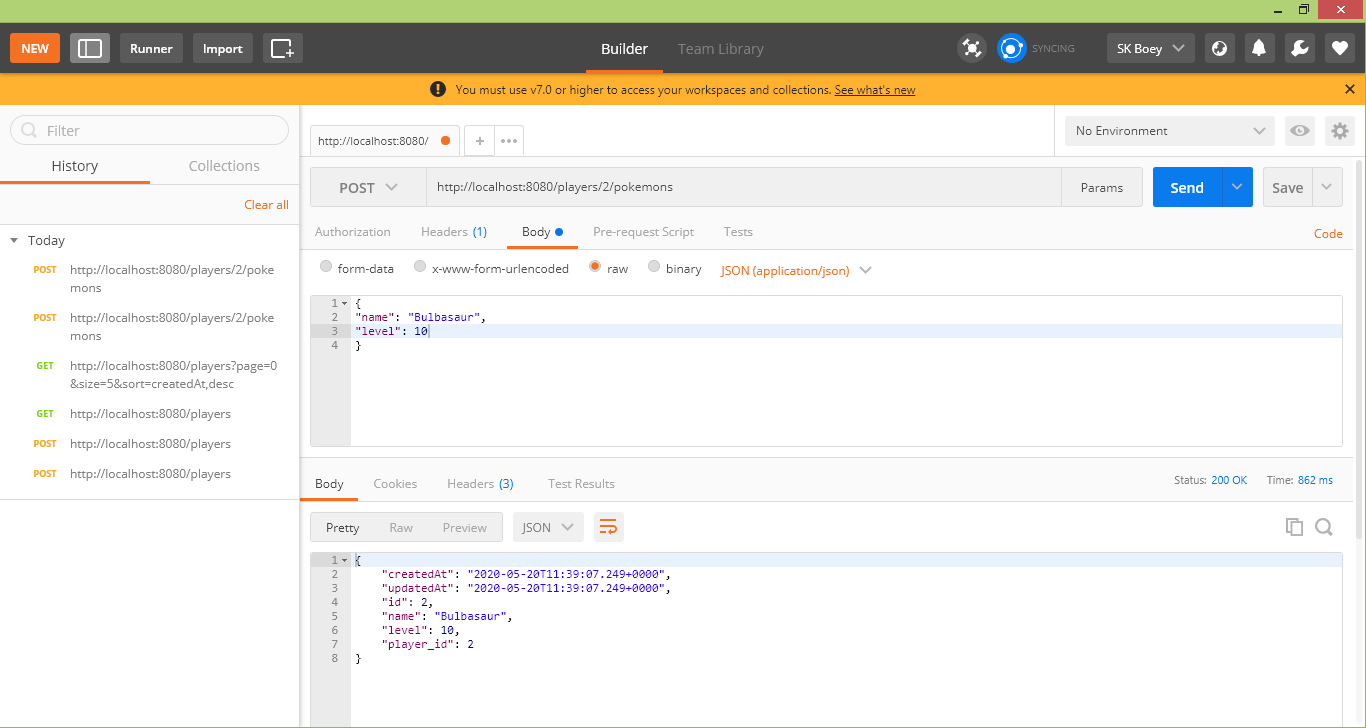 NEW
Runner
Import
Builder
Team Library
SYNCING
SK Boey
You must use v7.0 or higher to access your workspaces and collections. See what's new
Filter
History
Collections
Clear all
Today
POST http://localhost:8080/players/2/poke
mons
POST http://localhost:8080/players/2/poke
mons
GET http://localhost:8080/players?page=0
&size=5&sort=createdAt,desc
GET http://localhost:8080/players
POST http://localhost:8080/players
POST http://localhost:8080/players
http://localhost:8080/
No Environment
POST
http://localhost:8080/players/2/pokemons
Params
Send
Save
Authorization
Headers (1)
Body
Pre-request Script
Tests
Code
form-data
x-www-form-urlencoded
raw
binary
JSON (application/json)
1 {
2 "name": "Bulbasaur",
3 "level": 10
4 }
Body
Cookies
Headers (3)
Test Results
Status: 200 OK
Time: 862 ms
Pretty
Raw
Preview
JSON
1 {
2 "createdAt": "2020-05-20T11:39:07.249+0000",
3 "updatedAt": "2020-05-20T11:39:07.249+0000",
4 "id": 2,
5 "name": "Bulbasaur",
6 "level": 10,
7 "player_id": 2
8 }